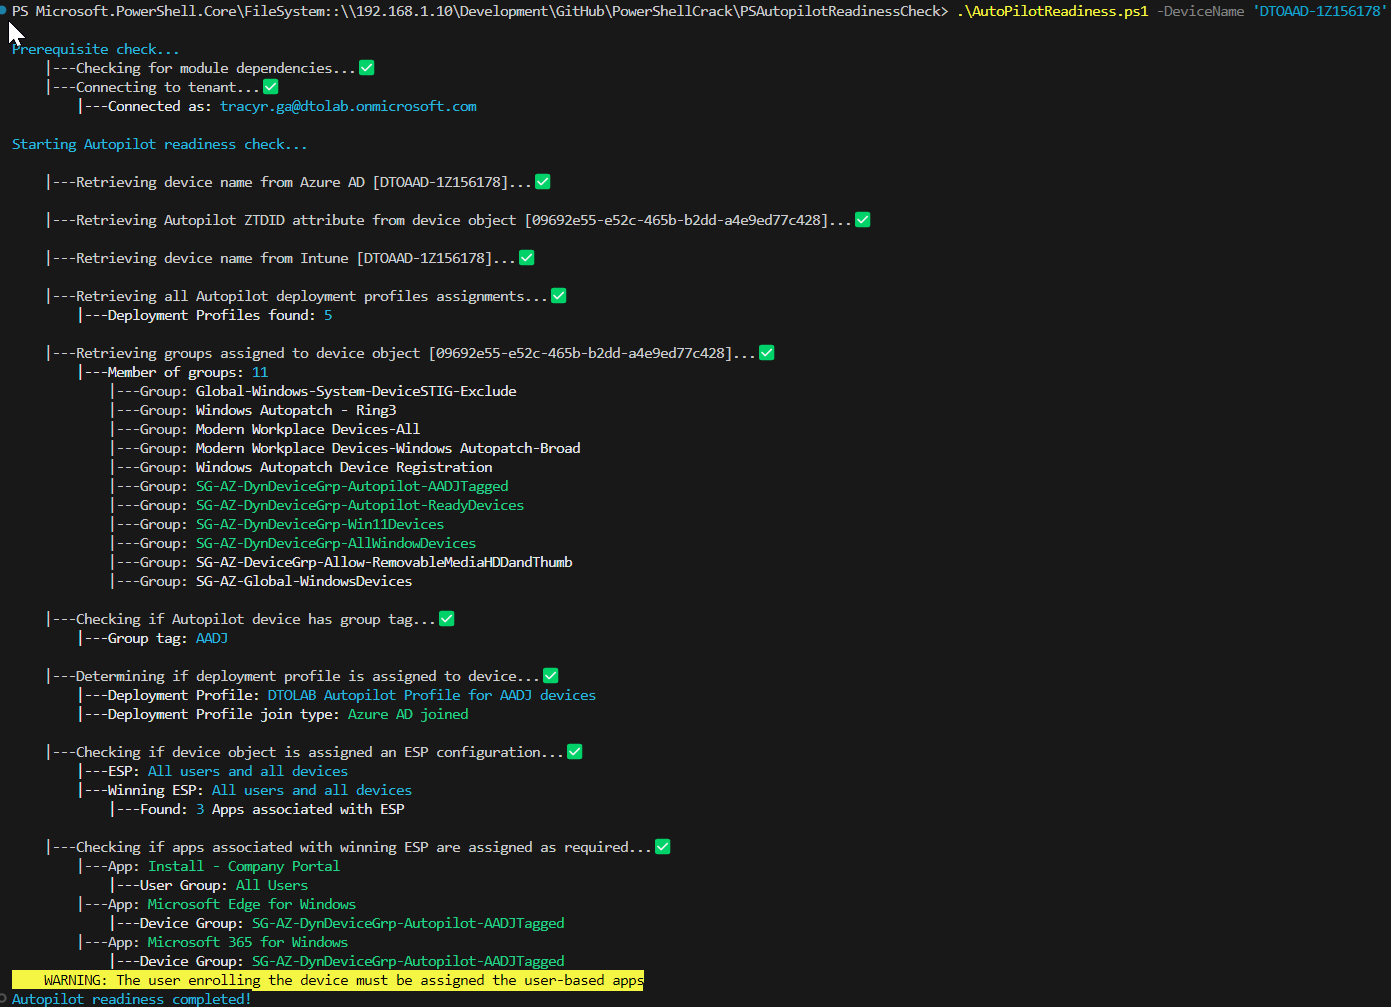 PS Microsoft.PowerShell.Core\FileSystem::\\192.168.1.10\Development\GitHub\PowerShellCrack\PSAutopilotReadinessCheck> .\AutoPilotReadiness.ps1 -DeviceName 'DTOAAD-1Z156178'
Prerequisite check...
|---Checking for module dependencies...✅
|---Connecting to tenant...✅
|---Connected as: tracyr.ga@dtolab.onmicrosoft.com
Starting Autopilot readiness check...
|---Retrieving device name from Azure AD [DTOAAD-1Z156178]...✅
|---Retrieving Autopilot ZTDID attribute from device object [09692e55-e52c-465b-b2dd-a4e9ed77c428]...✅
|---Retrieving device name from Intune [DTOAAD-1Z156178]...✅
|---Retrieving all Autopilot deployment profiles assignments...✅
|---Deployment Profiles found: 5
|---Retrieving groups assigned to device object [09692e55-e52c-465b-b2dd-a4e9ed77c428]...✅
|---Member of groups: 11
|---Group: Global-Windows-System-DeviceSTIG-Exclude
|---Group: Windows Autopatch - Ring3
|---Group: Modern Workplace Devices-All
|---Group: Modern Workplace Devices-Windows Autopatch-Broad
|---Group: Windows Autopatch Device Registration
|---Group: SG-AZ-DynDeviceGrp-Autopilot-AADJTagged
|---Group: SG-AZ-DynDeviceGrp-Autopilot-ReadyDevices
|---Group: SG-AZ-DynDeviceGrp-Win11Devices
|---Group: SG-AZ-DynDeviceGrp-AllWindowDevices
|---Group: SG-AZ-DeviceGrp-Allow-RemovableMediaHDDandThumb
|---Group: SG-AZ-Global-WindowsDevices
|---Checking if Autopilot device has group tag...✅
|---Group tag: AADJ
|---Determining if deployment profile is assigned to device...✅
|---Deployment Profile: DTOLAB Autopilot Profile for AADJ devices
|---Deployment Profile join type: Azure AD joined
|---Checking if device object is assigned an ESP configuration...✅
|---ESP: All users and all devices
|---Winning ESP: All users and all devices
|---Found: 3 Apps associated with ESP
|---Checking if apps associated with winning ESP are assigned as required...✅
|---App: Install - Company Portal
|---User Group: All Users
|---App: Microsoft Edge for Windows
|---Device Group: SG-AZ-DynDeviceGrp-Autopilot-AADJTagged
|---App: Microsoft 365 for Windows
|---Device Group: SG-AZ-DynDeviceGrp-Autopilot-AADJTagged
WARNING: The user enrolling the device must be assigned the user-based apps
Autopilot readiness completed!